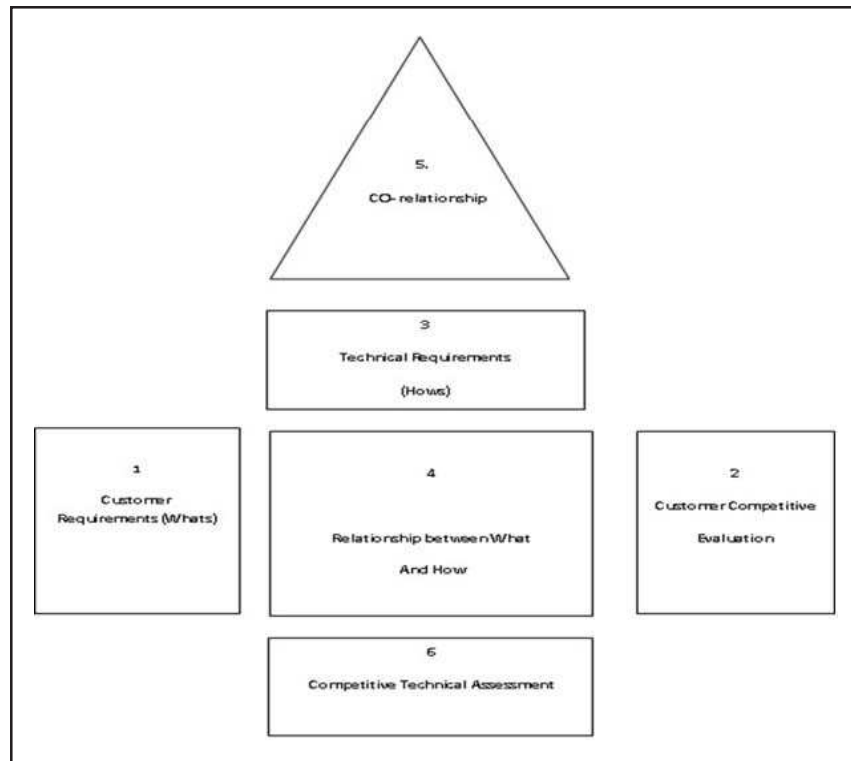 5.
CO-relationship
3
Technical Requirements
(Hows)
1
Customer
Requirements (Whats)
4
Relationship between What
And How
2
Customer Competitive
Evaluation
6
Competitive Technical Assessment